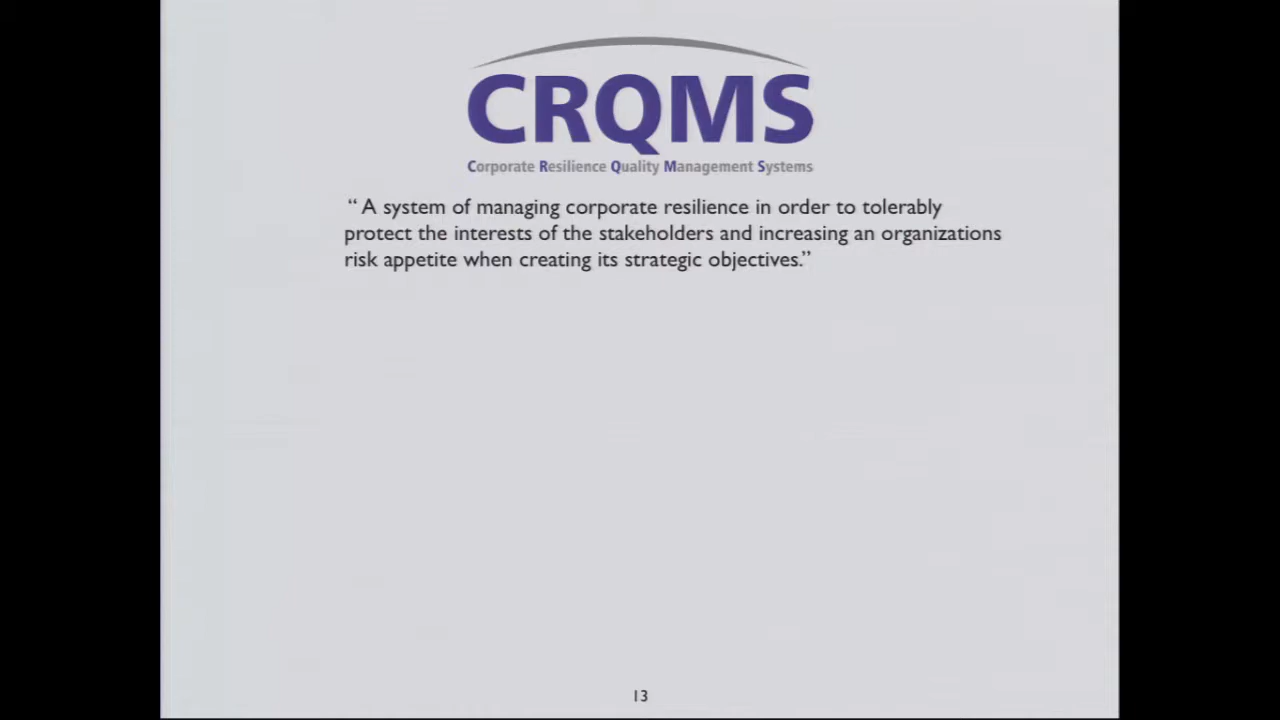 CRQMS
Corporate Resilience Quality Management Systems
“ A system of managing corporate resilience in order to tolerably
protect the interests of the stakeholders and increasing an organizations
risk appetite when creating its strategic objectives.”
13